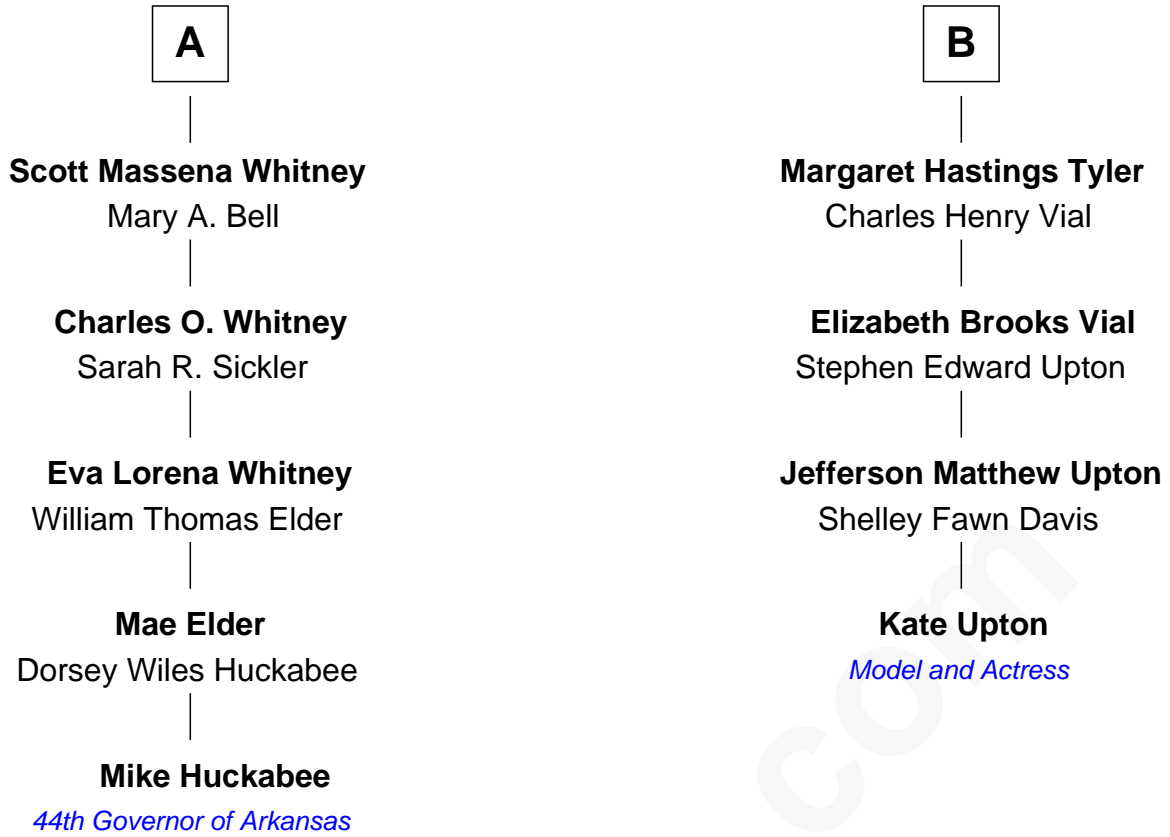 A
Scott Massena Whitney
Mary A. Bell
Charles O. Whitney
Sarah R. Sickler
Eva Lorena Whitney
William Thomas Elder
Mae Elder
Dorsey Wiles Huckabee
Mike Huckabee
44th Governor of Arkansas
B
Margaret Hastings Tyler
Charles Henry Vial
Elizabeth Brooks Vial
Stephen Edward Upton
Jefferson Matthew Upton
Shelley Fawn Davis
Kate Upton
Model and Actress
com